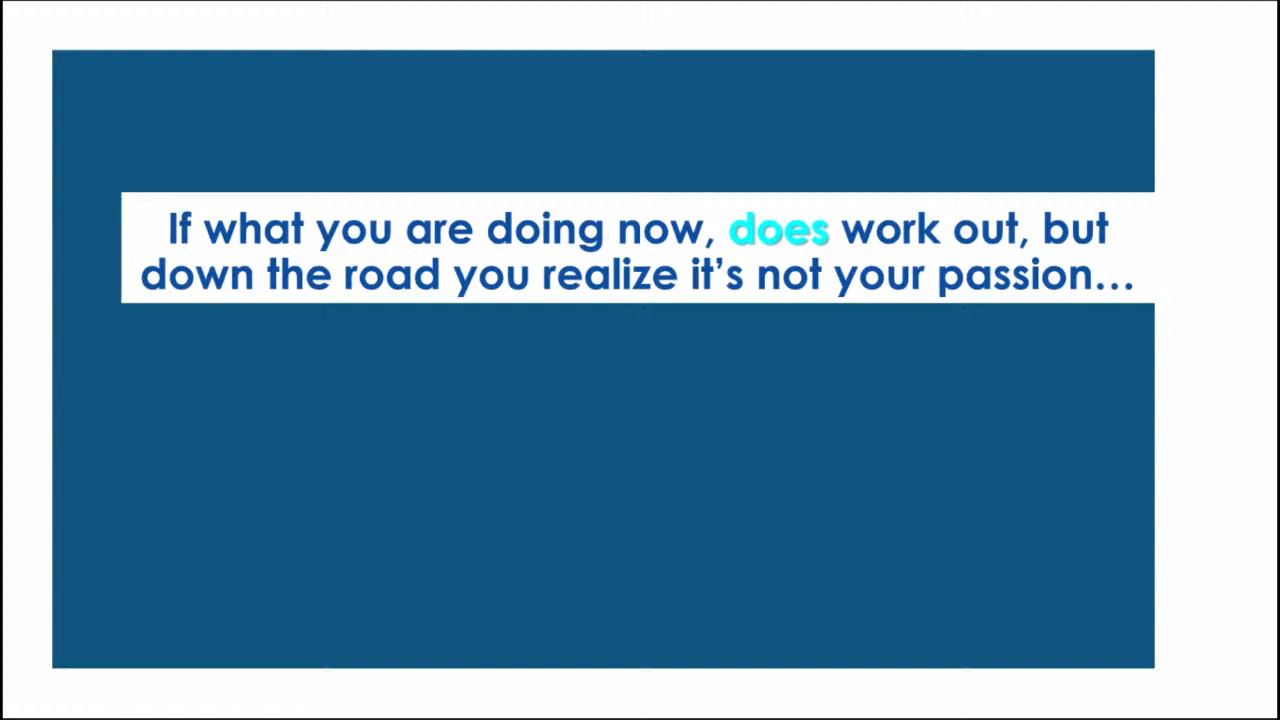 If what you are doing now, does work out, but
down the road you realize it’s not your passion…